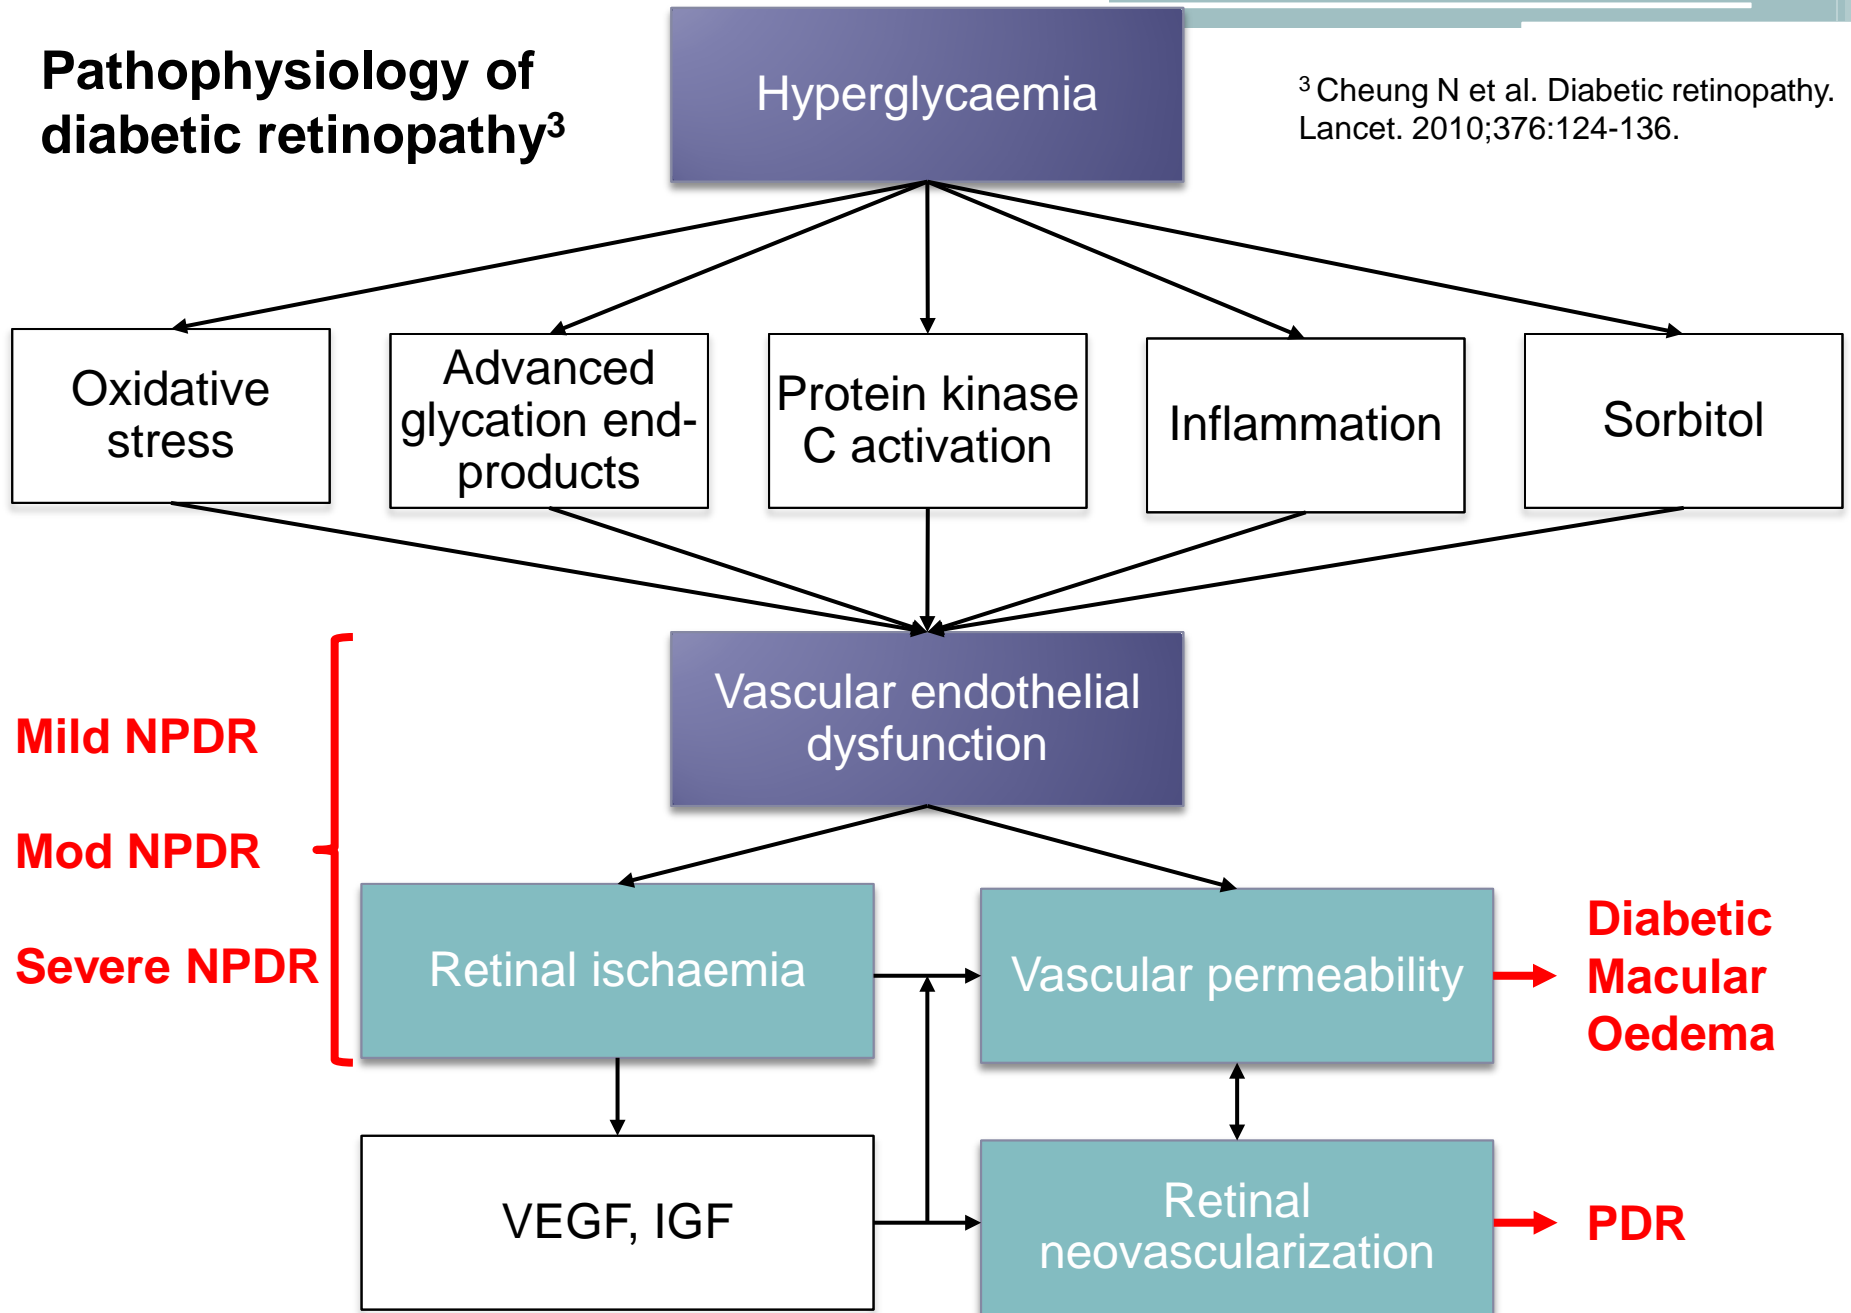 Pathophysiology of
diabetic retinopathy³
Hyperglycaemia
³ Cheung N et al. Diabetic retinopathy.
Lancet. 2010;376:124-136.
Oxidative
stress
Advanced
glycation end-
products
Protein kinase
C activation
Inflammation
Sorbitol
Vascular endothelial
dysfunction
Mild NPDR
Mod NPDR
Severe NPDR
Retinal ischaemia
Vascular permeability
Diabetic
Macular
Oedema
VEGF, IGF
Retinal
neovascularization
PDR